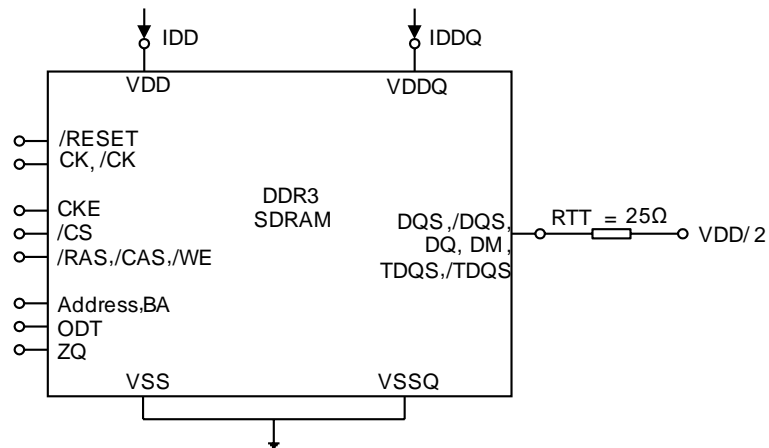 IDD
IDDQ
VDD
VDDQ
/RESET
CK, /CK
CKE
/CS
/RAS,/CAS,/WE
Address,BA
ODT
ZQ
DDR3
SDRAM
DQS,/DQS,
DQ, DM,
TDQS,/TDQS
RTT = 25Ω
VDD/2
VSS
VSSQ